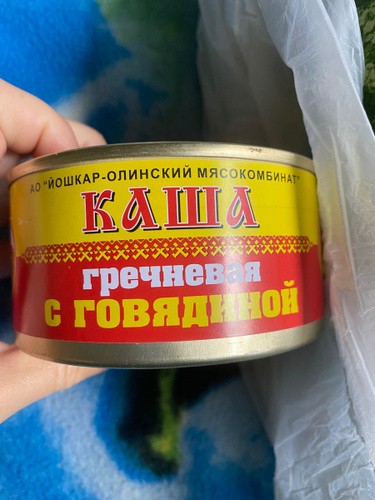 АО "ЙОШКАР-ОЛИНСКИЙ МЯСОКОМБИНАТ"
КАША
гречневая
с говядиной